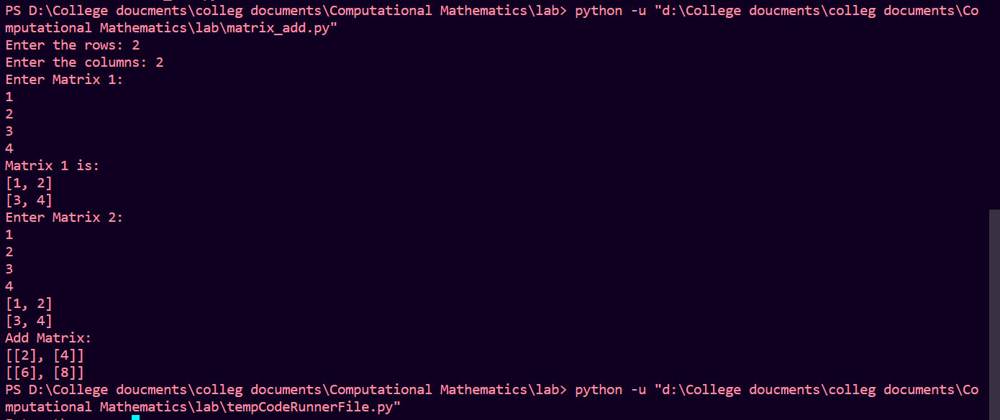 PS D:\College doucments\colleg documents\Computational Mathematics\lab> python -u "d:\College doucments\colleg documents\Co
mputational Mathematics\lab\matrix_add.py"
Enter the rows: 2
Enter the columns: 2
Enter Matrix 1:
1
2
3
4
Matrix 1 is:
[1, 2]
[3, 4]
Enter Matrix 2:
1
2
3
4
[1, 2]
[3, 4]
Add Matrix:
[[2], [4]]
[[6], [8]]
PS D:\College doucments\colleg documents\Computational Mathematics\lab> python -u "d:\College doucments\colleg documents\Co
mputational Mathematics\lab\tempCodeRunnerFile.py"